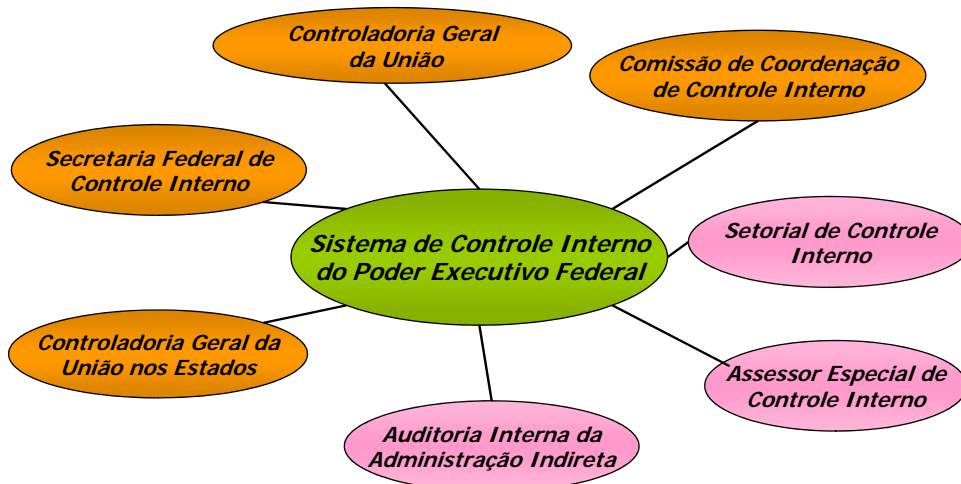 Controladoria Geral
da União
Comissão de Coordenação
de Controle Interno
Secretaria Federal de
Controle Interno
Sistema de Controle Interno
do Poder Executivo Federal
Setorial de Controle
Interno
Controladoria Geral da
União nos Estados
Assessor Especial de
Controle Interno
Auditoria Interna da
Administração Indireta